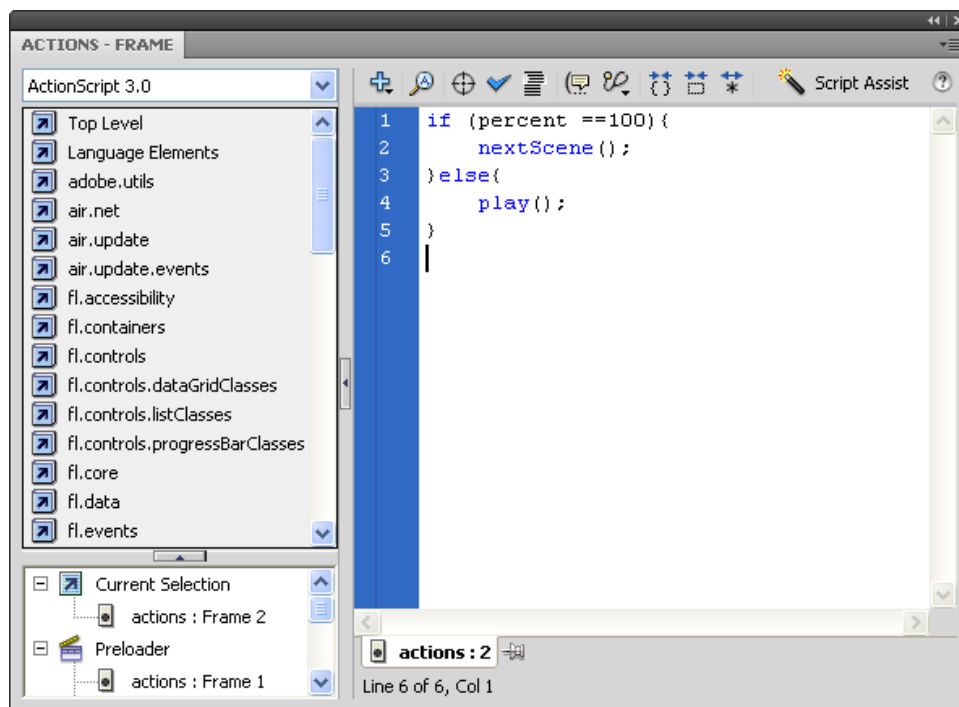 ACTIONS - FRAME
ActionScript 3.0
Script Assist
Top Level
Language Elements
adobe.utils
air.net
air.update
air.update.events
fl.accessibility
fl.containers
fl.controls
fl.controls.dataGridClasses
fl.controls.listClasses
fl.controls.progressBarClasses
fl.core
fl.data
fl.events
Current Selection
actions : Frame 2
Preloader
actions : Frame 1
1 if (percent ==100){
2 nextScene();
3 }else{
4 play();
5 }
6
actions : 2
Line 6 of 6, Col 1